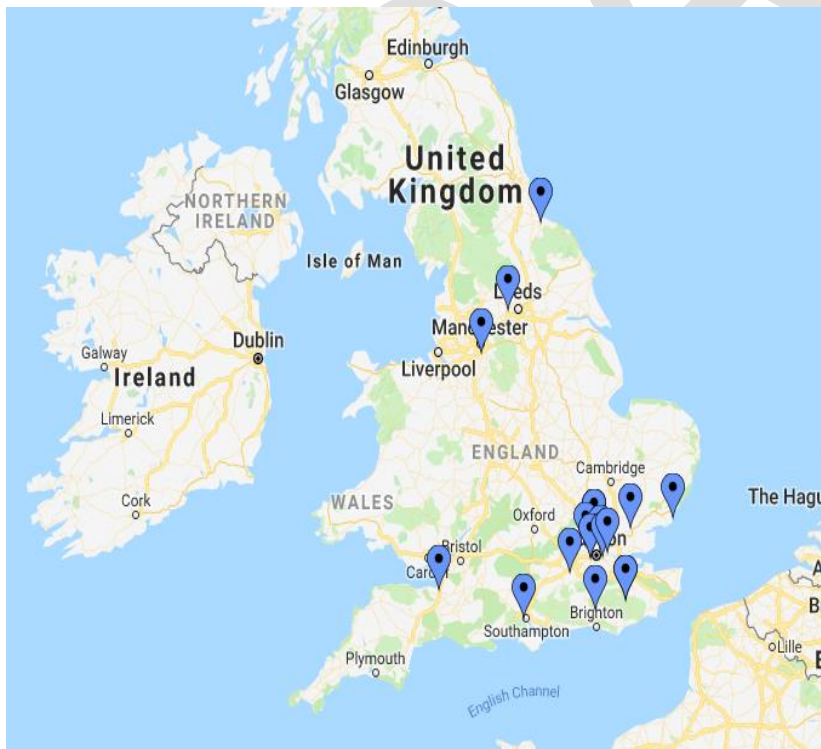 Edinburgh
Glasgow
United
Kingdom
NORTHERN
IRELAND
Isle of Man
Leeds
Manchester
Dublin
Galway
Liverpool
Ireland
Limerick
ENGLAND
Cambridge
Cork
WALES
Oxford
The Hagu
Bristol
Brighton
Southampton
Lille
Plymouth
English Channel